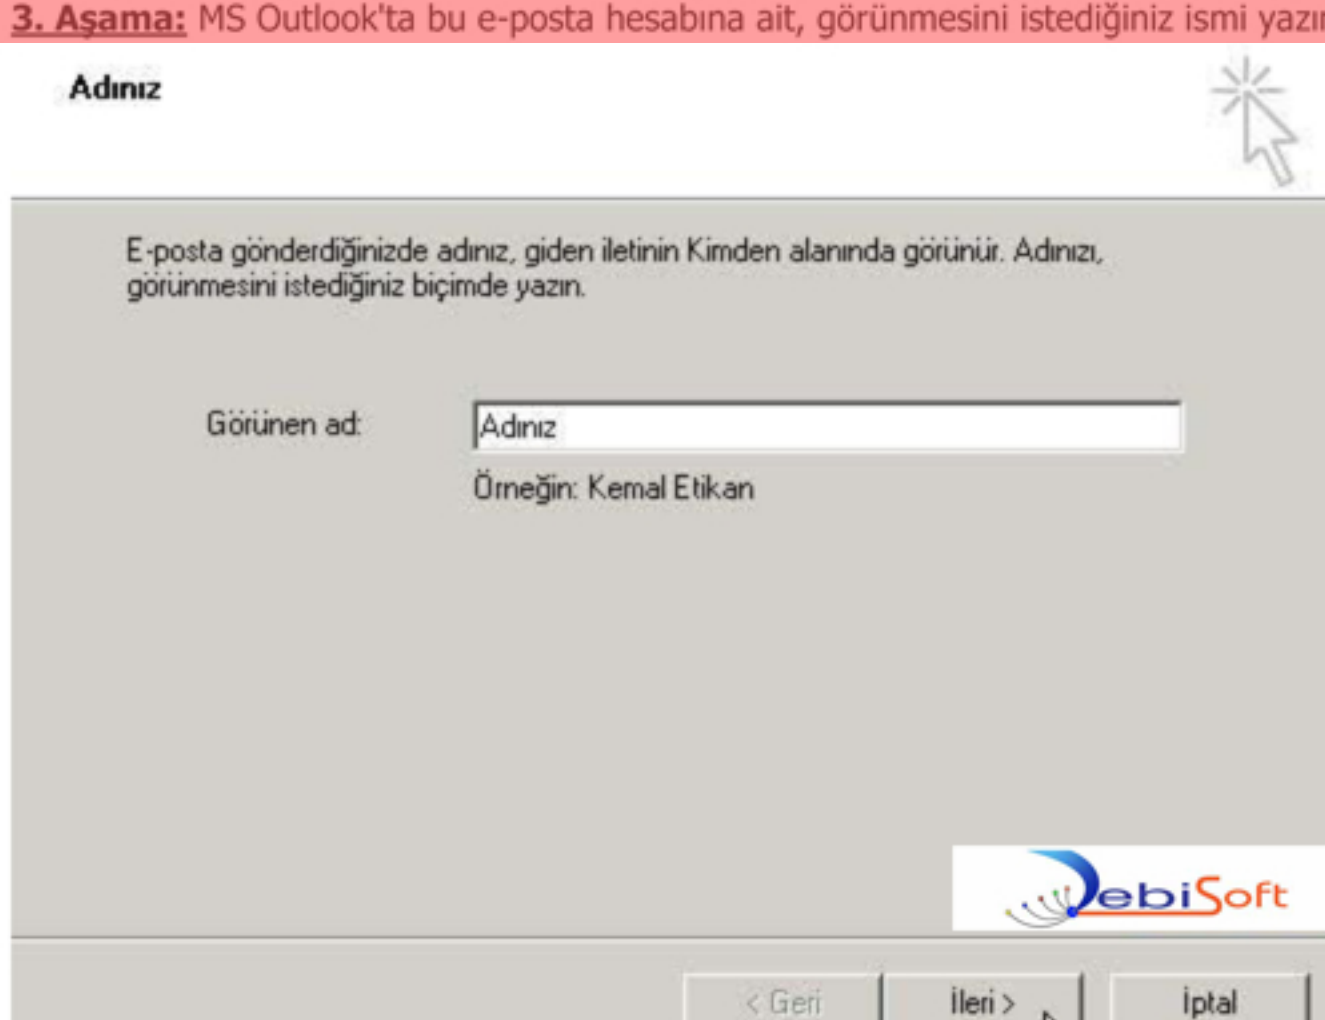 3. Aşama: MS Outlook'ta bu e-posta hesabına ait, görünmesini istediğiniz ismi
Adınız
E-posta gönderdiğinizde adınız, giden iletinin Kimden alanında görünür. Adınızı,
görünmesini istediğiniz biçimde yazın.
Görünen ad:
Adınız
Örneğin: Kemal Etikan
DebiSoft
< Geri
İleri >
İptal